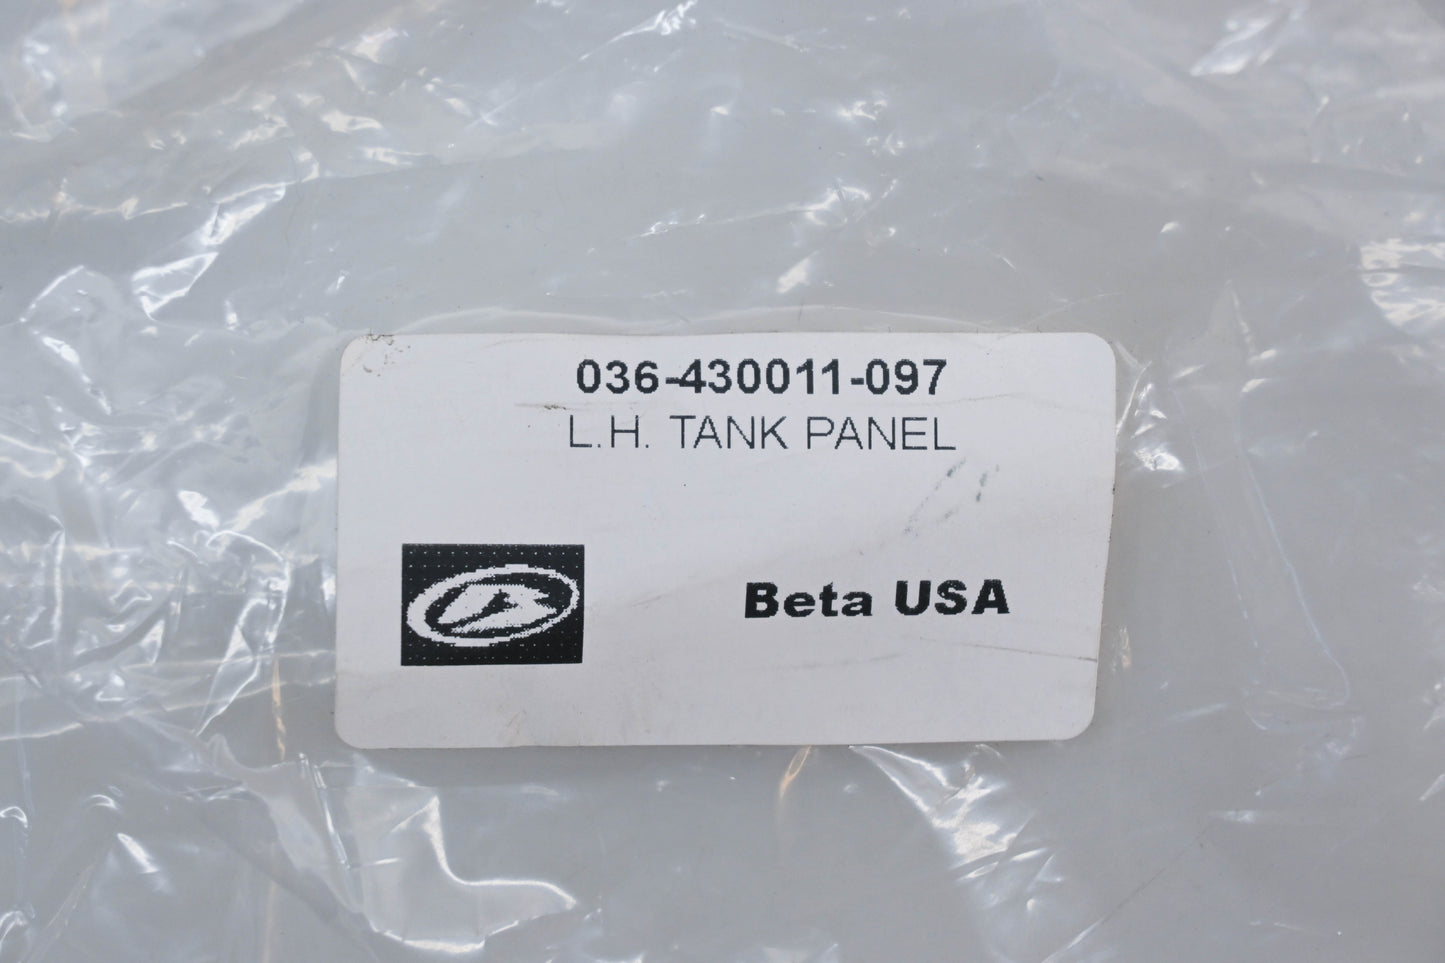 036-430011-097
L.H. TANK PANEL
Beta USA